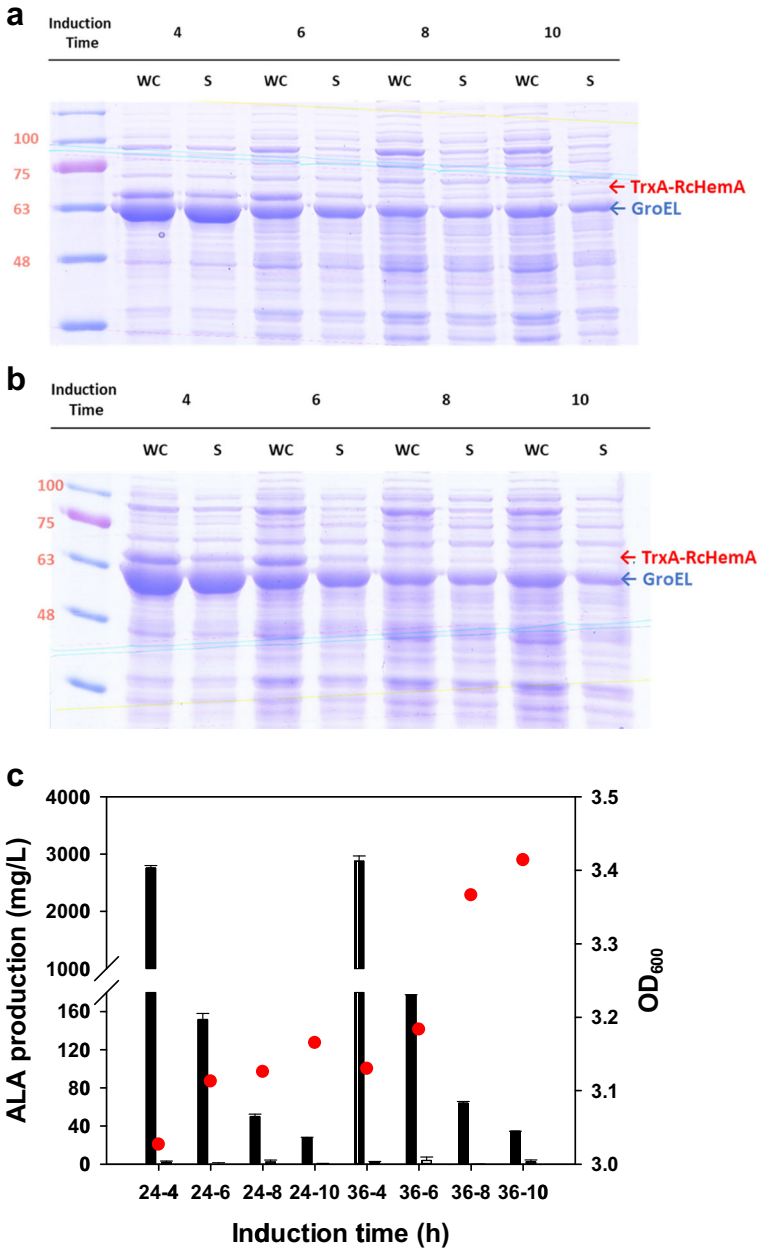 a
Induction
Time
4 6 8 10
WC S WC S WC S WC S
100
75
← TrxA-RcHemA
63
← GroEL
48
b
Induction
Time
4 6 8 10
WC S WC S WC S WC S
100
75
63
← TrxA-RcHemA
← GroEL
48
c
4000 3.5
3000
3.4
2000
3.3
1000
160
3.2
120
80
3.1
40
0 3.0
ALA production (mg/L)
OD600
24-4 24-6 24-8 24-10 36-4 36-6 36-8 36-10
Induction time (h)